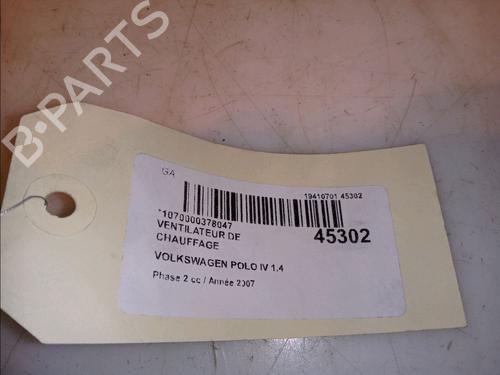 B-PARTS
GA
19410701 45302
*1070000378047
VENTILATEUR DE
CHAUFFAGE
45302
VOLKSWAGEN POLO IV 1.4
Phase 2 cc / Année 2007